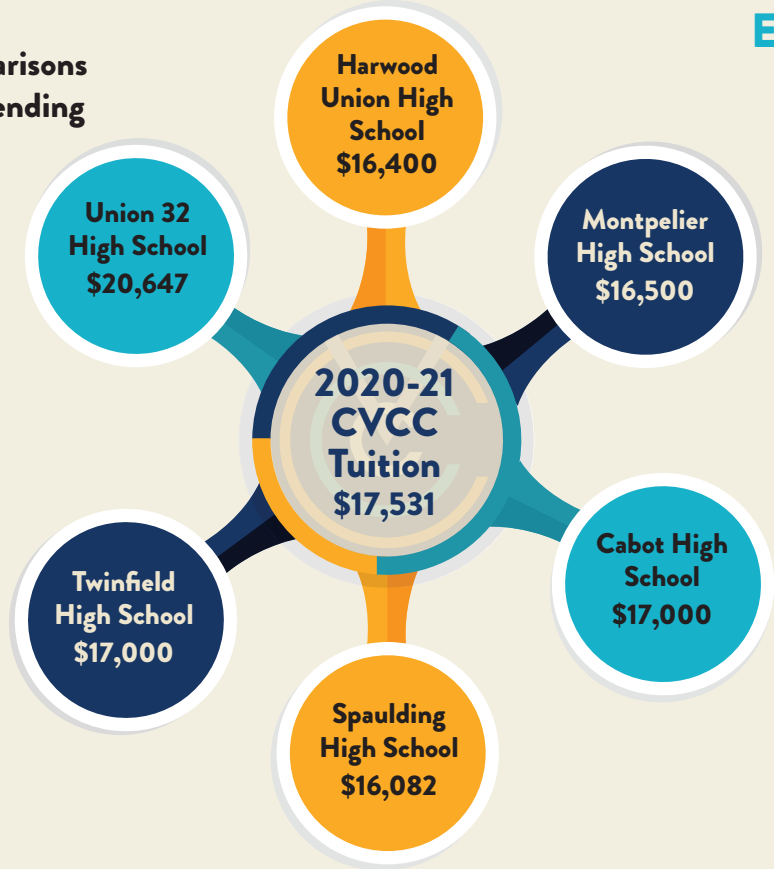 Harwood
Union High
School
$16,400
Union 32
High School
$20,647
Montpelier
High School
$16,500
2020-21
CVCC
Tuition
$17,531
Cabot High
School
$17,000
Twinfield
High School
$17,000
Spaulding
High School
$16,082